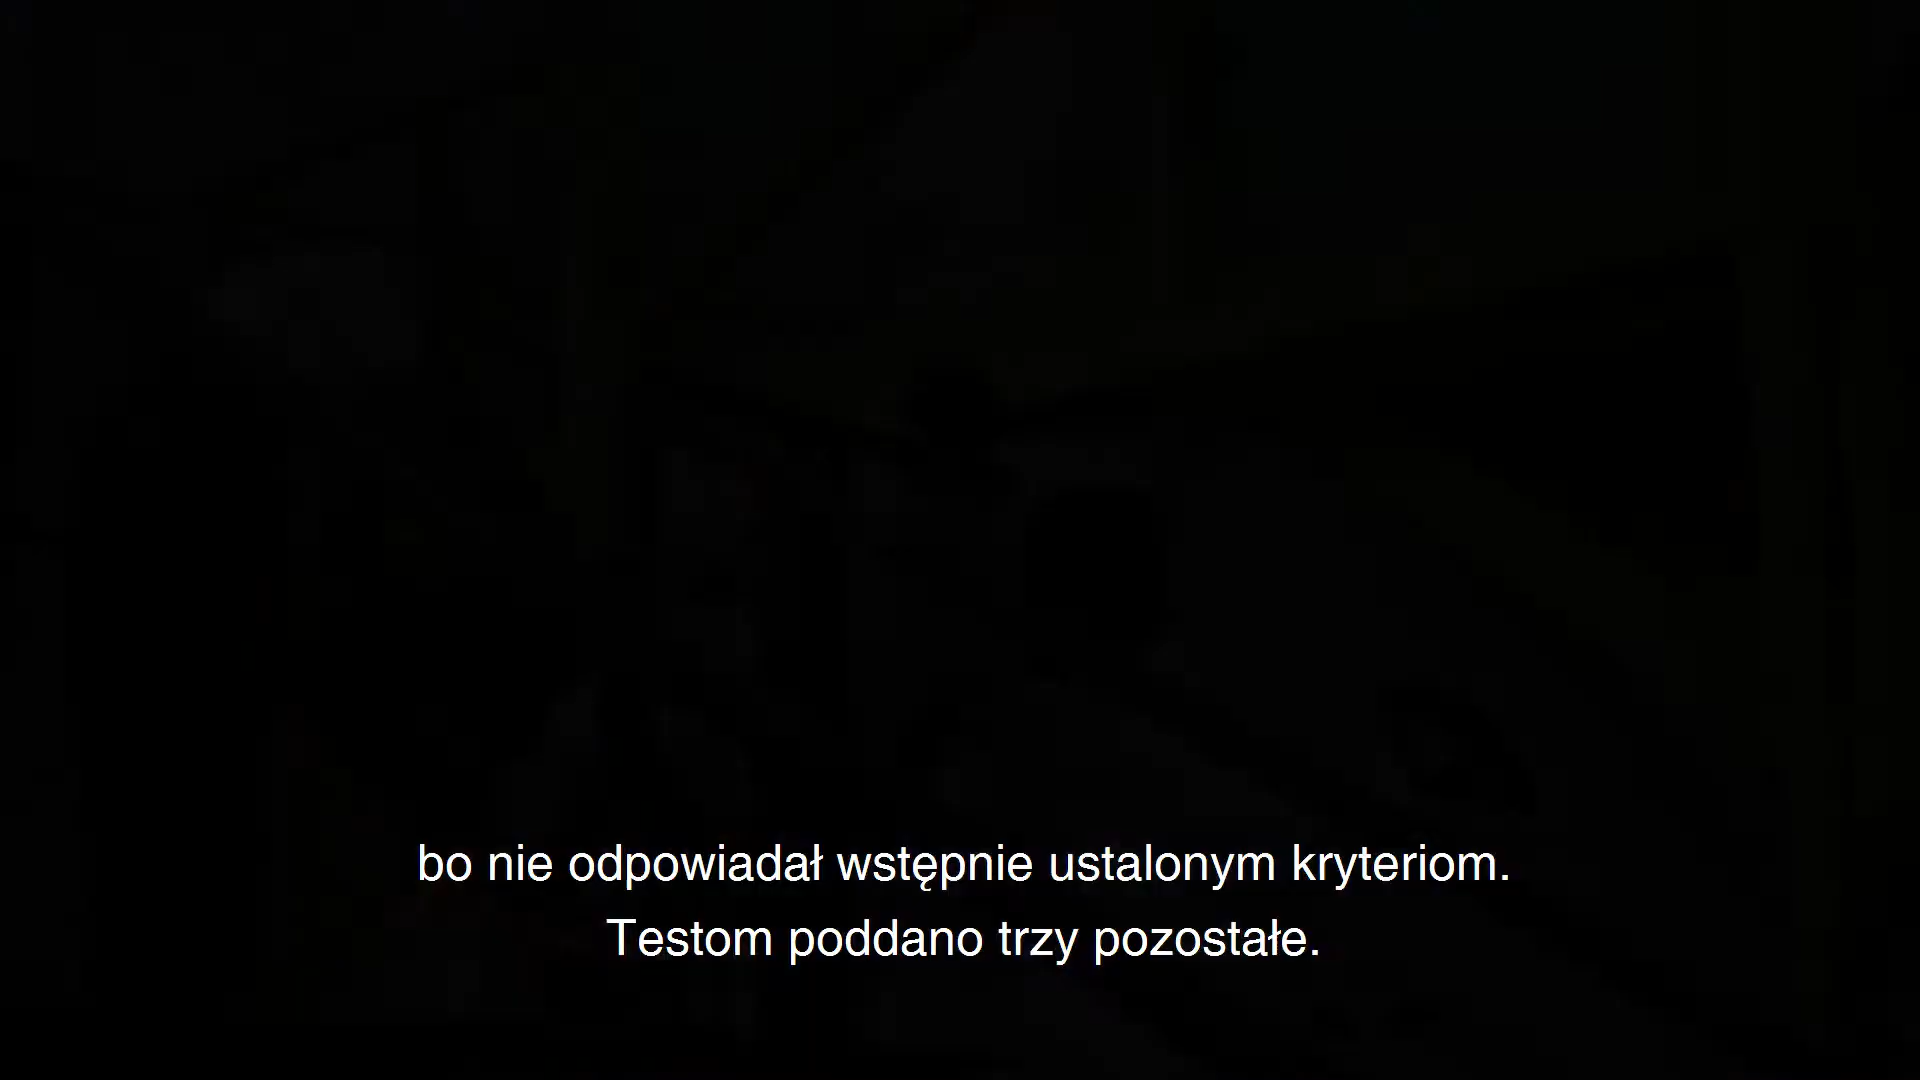 bo nie odpowiadał wstępnie ustalonym kryteriom.
Testom poddano trzy pozostałe.